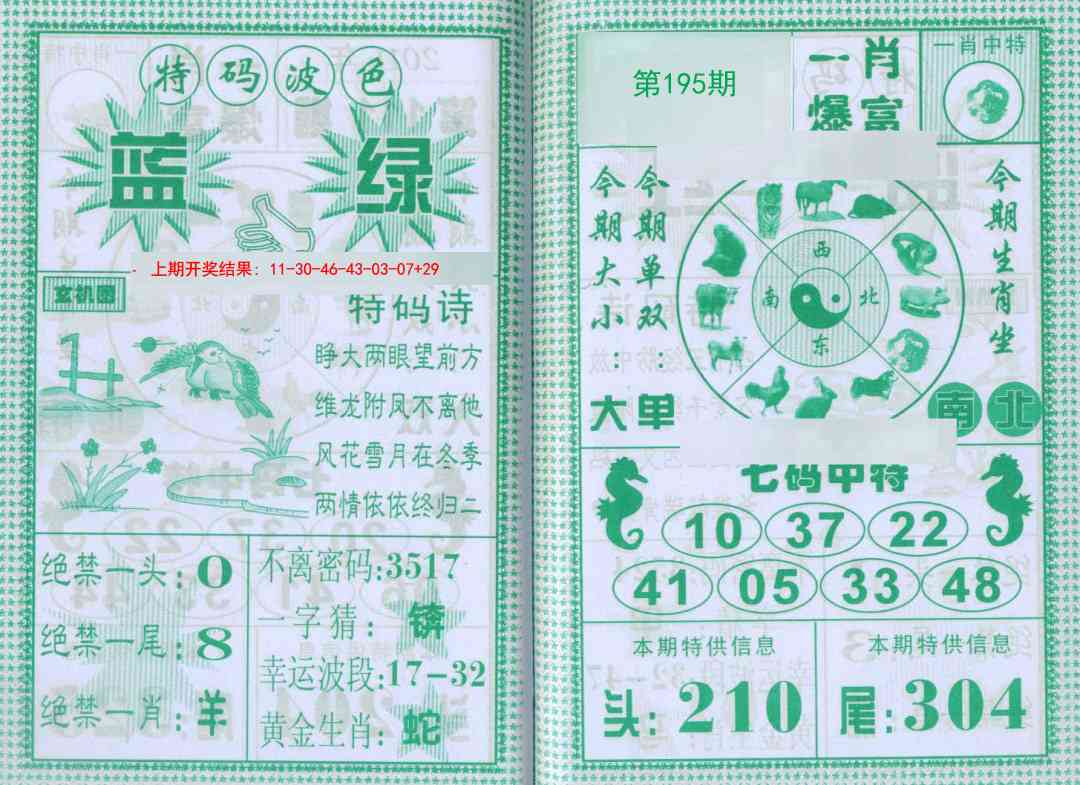 特码波色
蓝 绿
上期开奖结果：11-30-46-43-03-07+29
玄机图
特码诗
睁大两眼望前方
维龙附凤不离他
风花雪月在冬季
两情依依终归二
绝禁一头：0
绝禁一尾：8
绝禁一肖：羊
不离密码:3517
一字猜：
幸运波段:17-32
黄金生肖：蛇
第195期
一肖
爆富
一肖中特
今期大小：大
今期单双：单
西
南 北
东
今期生肖坐
南北
七码中特
10 37 22
41 05 33 48
本期特供信息
头：210
本期特供信息
尾：304